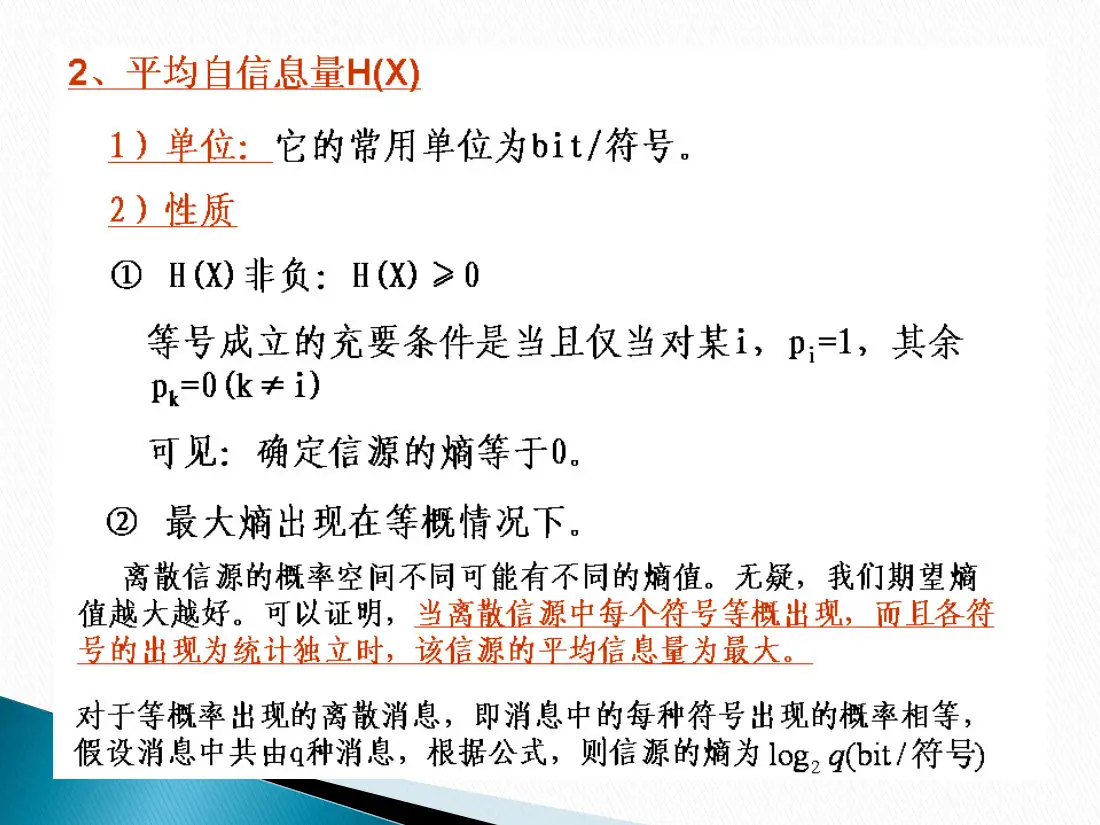 2、平均自信息量H(X)
1)单位:它的常用单位为bit/符号。
2)性质
① H(X)非负: H(X)≥0
等号成立的充要条件是当且仅当对某i, pi=1, 其余
pk=0(k≠i)
可见: 确定信源的熵等于0。
② 最大熵出现在等概情况下。
离散信源的概率空间不同可能有不同的熵值。无疑, 我们期望熵
值越大越好。可以证明, 当离散信源中每个符号等概出现, 而且各符
号的出现为统计独立时, 该信源的平均信息量为最大。
对于等概率出现的离散消息, 即消息中的每种符号出现的概率相等,
假设消息中共由q种消息, 根据公式, 则信源的熵为 log₂ q(bit/符号)